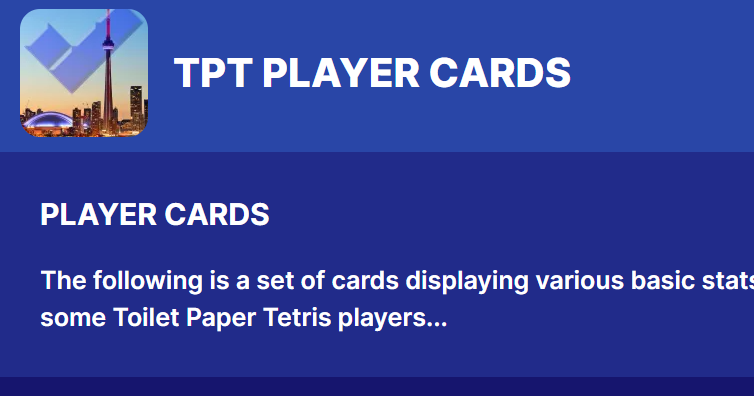 TPT PLAYER CARDS
PLAYER CARDS
The following is a set of cards displaying various basic stats
some Toilet Paper Tetris players...